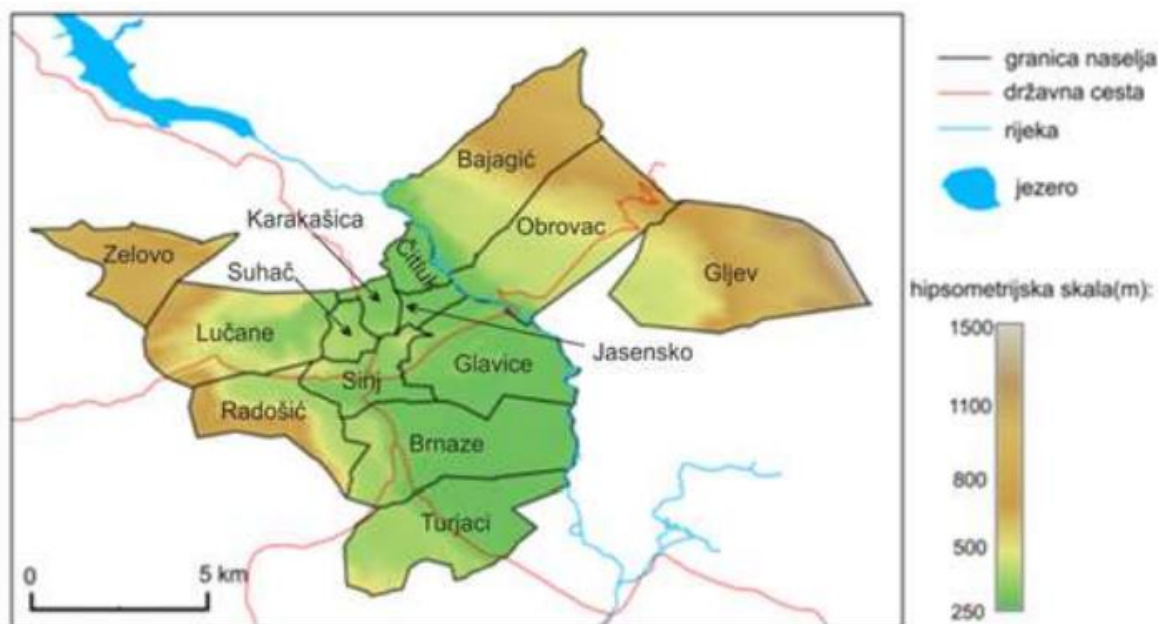 granica naselja
državna cesta
rijeka
jezero
Bajagić
Karakašica
Obrovac
Zelovo
Čitluk
Suhač
Gljev
hipsometrijska skala(m):
Lučane
1500
Jasensko
Glavice
Sinj
Radošić
1100
Brnaze
800
Turjaci
500
0
5 km
250